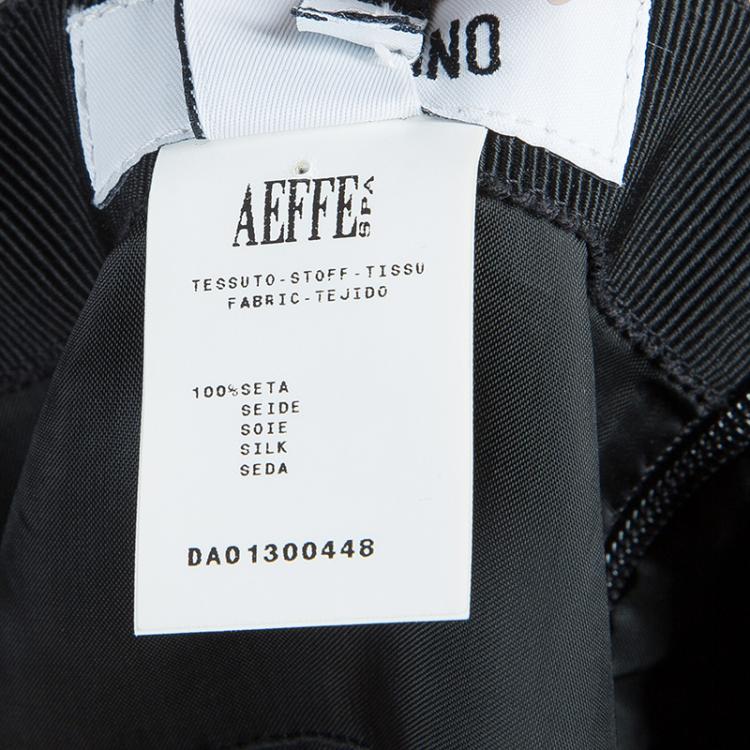 NO
AEFFE SPA
TESSUTO-STOFF-TISSU
FABRIC-TEJIDO
100%SETA
SEIDE
SOIE
SILK
SEDA
DA01300448